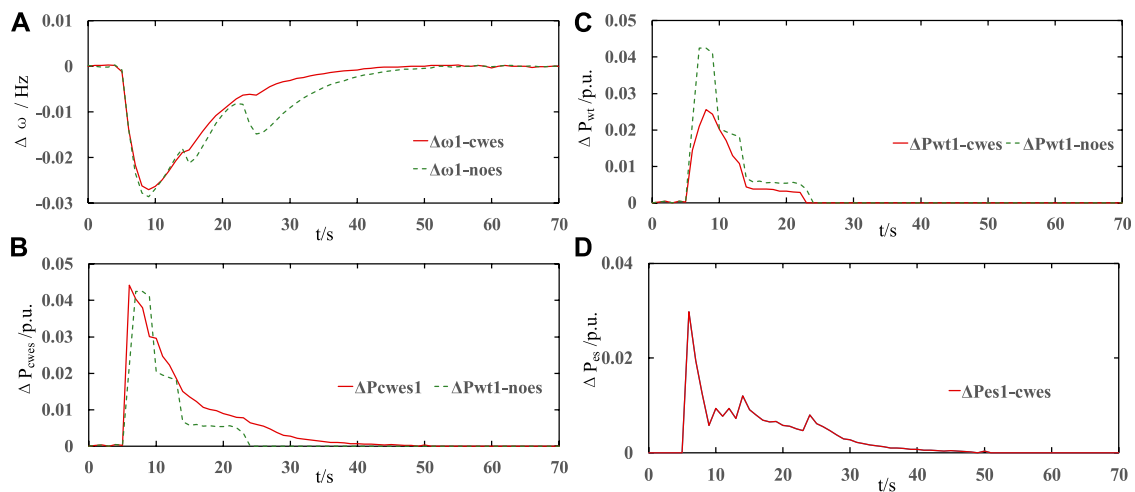 A
0.01
0
-0.01
-0.02
-0.03
Δ ω / Hz
Δω1-cwes
Δω1-noes
0 10 20 30 40 50 60 70
t/s
B
0.05
0.04
0.03
0.02
0.01
0
Δ Pcwes /p.u.
ΔPcwes1 ΔPwt1-noes
0 10 20 30 40 50 60 70
t/s
C
0.05
0.04
0.03
0.02
0.01
0
Δ Pwt /p.u.
ΔPwt1-cwes ΔPwt1-noes
0 10 20 30 40 50 60 70
t/s
D
0.04
0.02
0.00
Δ Pes /p.u.
ΔPes1-cwes
0 10 20 30 40 50 60 70
t/s